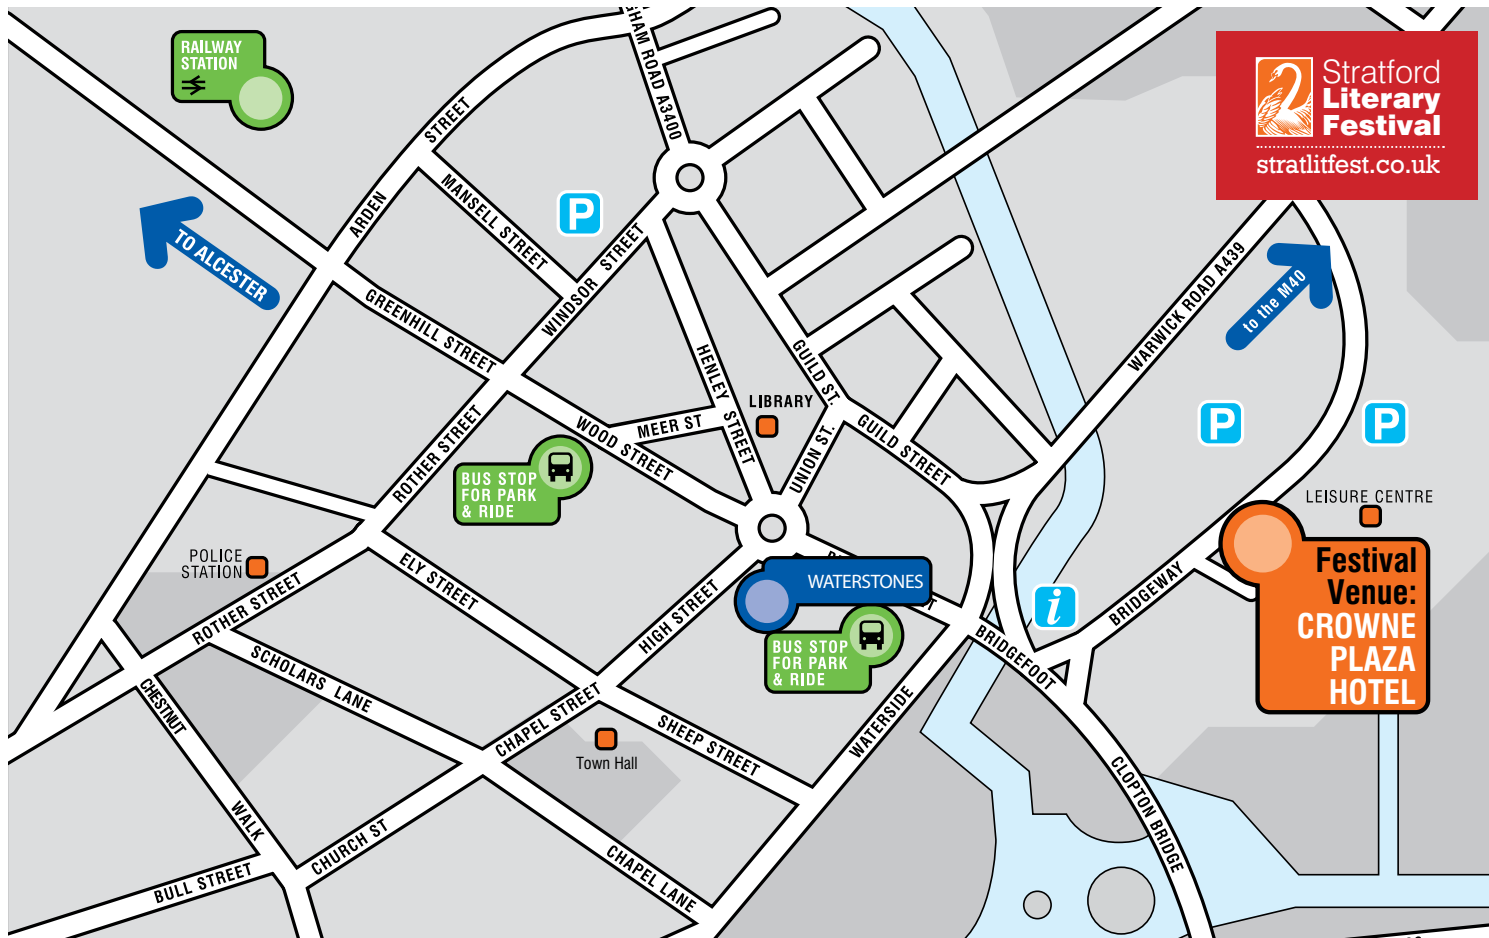 RAILWAY
STATION
GHAM ROAD A3400
Stratford
Literary
Festival
stratlitfest.co.uk
ARDEN STREET
MANSELL STREET
P
TO ALCESTER
WINDSOR STREET
GREENHILL STREET
HENLEY STREET
GUILD ST.
WARWICK ROAD A439
to the M40
LIBRARY
MEER ST
WOOD STREET
ROTHER STREET
UNION ST.
GUILD STREET
P
P
BUS STOP
FOR PARK
& RIDE
LEISURE CENTRE
POLICE
STATION
ELY STREET
ROTHER STREET
HIGH STREET
WATERSTONES
BUS STOP
FOR PARK
& RIDE
i
BRIDGEWAY
BRIDGEFOOT
Festival
Venue:
CROWNE
PLAZA
HOTEL
SCHOLARS LANE
CHESTNUT WALK
CHAPEL STREET
SHEEP STREET
WATERSIDE
Town Hall
CLOPTON BRIDGE
CHURCH ST
CHAPEL LANE
BULL STREET